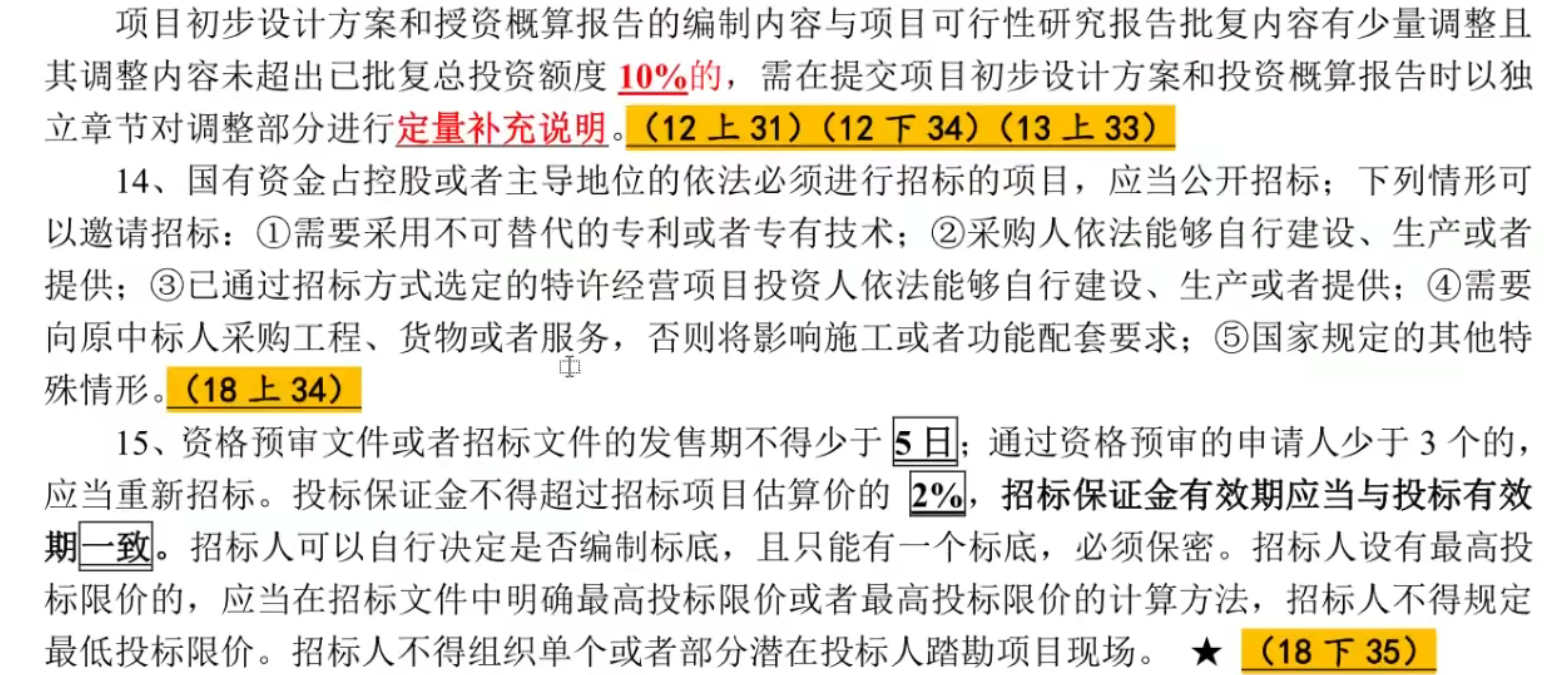 项目初步设计方案和授资概算报告的编制内容与项目可行性研究报告批复内容有少量调整且
其调整内容未超出已批复总投资额度 10%的，需在提交项目初步设计方案和投资概算报告时以独
立章节对调整部分进行定量补充说明。（12 上 31）（12 下 34）（13 上 33）
14、国有资金占控股或者主导地位的依法必须进行招标的项目，应当公开招标；下列情形可
以邀请招标：①需要采用不可替代的专利或者专有技术；②采购人依法能够自行建设、生产或者
提供；③已通过招标方式选定的特许经营项目投资人依法能够自行建设、生产或者提供；④需要
向原中标人采购工程、货物或者服务，否则将影响施工或者功能配套要求；⑤国家规定的其他特
殊情形。（18 上 34）
15、资格预审文件或者招标文件的发售期不得少于 5 日；通过资格预审的申请人少于 3 个的，
应当重新招标。投标保证金不得超过招标项目估算价的 2%，招标保证金有效期应当与投标有效
期一致。招标人可以自行决定是否编制标底，且只能有一个标底，必须保密。招标人设有最高投
标限价的，应当在招标文件中明确最高投标限价或者最高投标限价的计算方法，招标人不得规定
最低投标限价。招标人不得组织单个或者部分潜在投标人踏勘项目现场。 ★ （18 下 35）